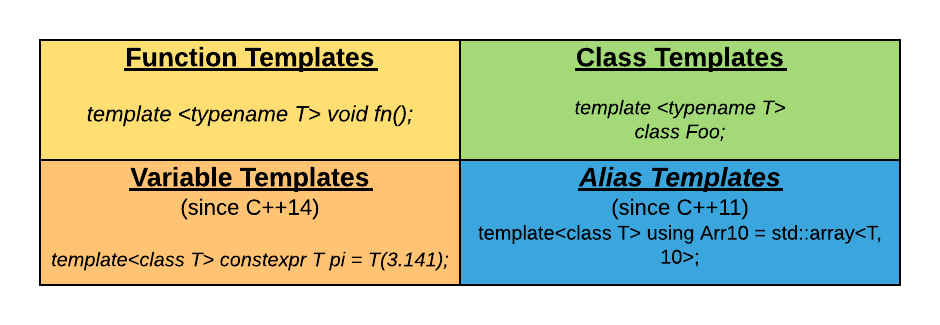 Function Templates
template <typename T> void fn();
Class Templates
template <typename T>
class Foo;
Variable Templates
(since C++14)
template<class T> constexpr T pi = T(3.141);
Alias Templates
(since C++11)
template<class T> using Arr10 = std::array<T,
10>;